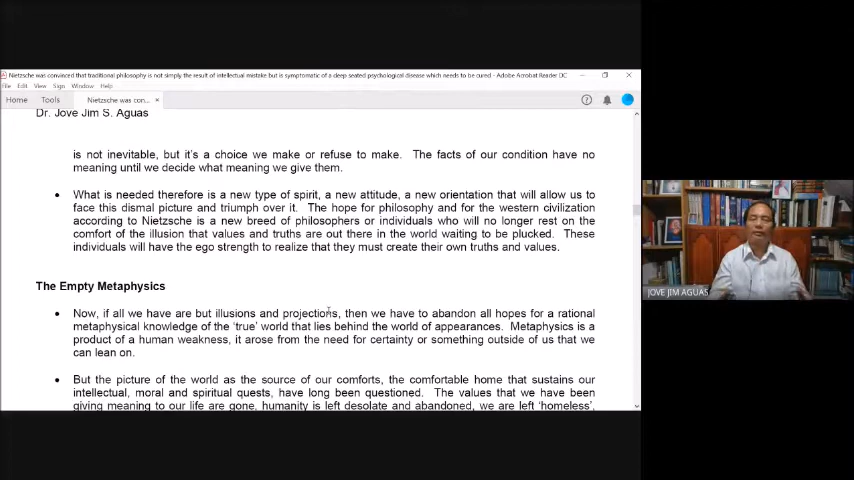 Nietzsche was convinced that traditional philosophy is not simply the result of intellectual mistake but is symptomatic of a deep seated psychological disease which needs to be cured - Adobe Acrobat Reader DC
File Edit View Sign Window Help
Home Tools Nietzsche was con... ×
Dr. Jove Jim S. Aguas
is not inevitable, but it's a choice we make or refuse to make. The facts of our condition have no
meaning until we decide what meaning we give them.
• What is needed therefore is a new type of spirit, a new attitude, a new orientation that will allow us to
face this dismal picture and triumph over it. The hope for philosophy and for the western civilization
according to Nietzsche is a new breed of philosophers or individuals who will no longer rest on the
comfort of the illusion that values and truths are out there in the world waiting to be plucked. These
individuals will have the ego strength to realize that they must create their own truths and values.
The Empty Metaphysics
• Now, if all we have are but illusions and projections, then we have to abandon all hopes for a rational
metaphysical knowledge of the 'true' world that lies behind the world of appearances. Metaphysics is a
product of a human weakness, it arose from the need for certainty or something outside of us that we
can lean on.
• But the picture of the world as the source of our comforts, the comfortable home that sustains our
intellectual, moral and spiritual quests, have long been questioned. The values that we have been
giving meaning to our life are gone, humanity is left desolate and abandoned, we are left 'homeless',
JOVE JIM AGUAS